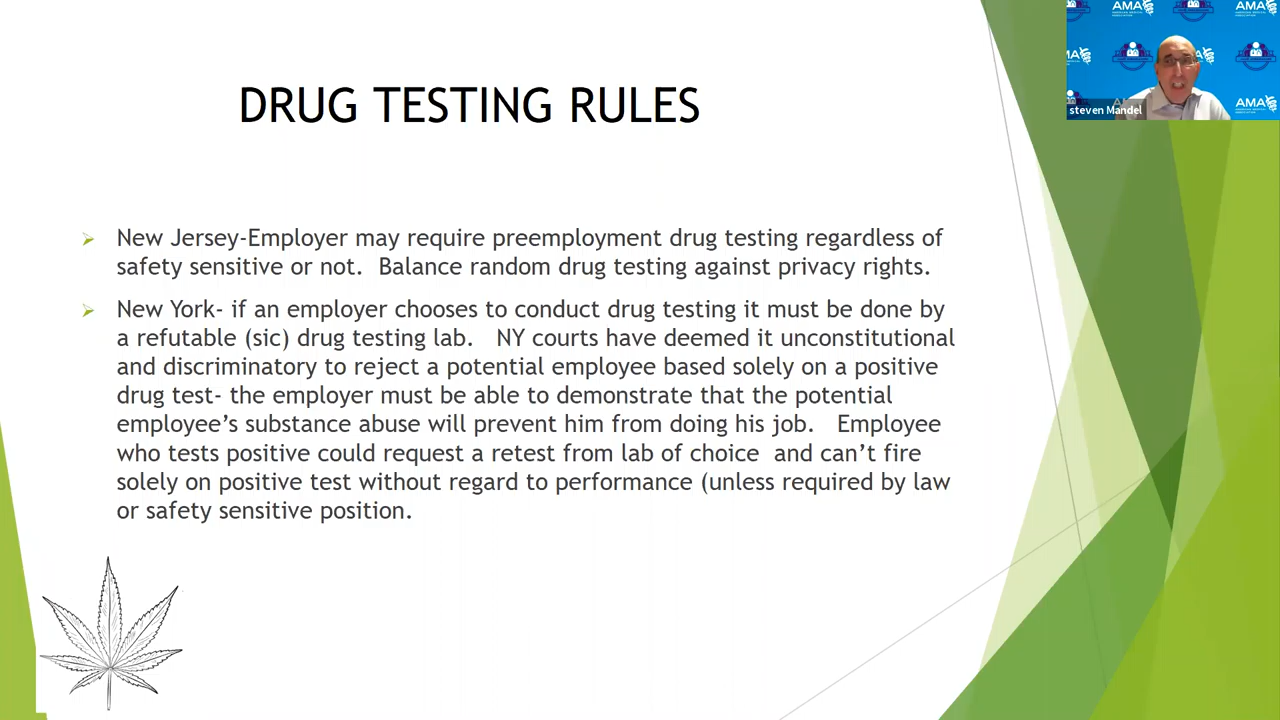 AMA
AMA
DRUG TESTING RULES
AMA
AMA
steven Mandel
AMA
New Jersey-Employer may require preemployment drug testing regardless of
safety sensitive or not.  Balance random drug testing against privacy rights.
New York- if an employer chooses to conduct drug testing it must be done by
a refutable (sic) drug testing lab.   NY courts have deemed it unconstitutional
and discriminatory to reject a potential employee based solely on a positive
drug test- the employer must be able to demonstrate that the potential
employee’s substance abuse will prevent him from doing his job.   Employee
who tests positive could request a retest from lab of choice  and can’t fire
solely on positive test without regard to performance (unless required by law
or safety sensitive position.